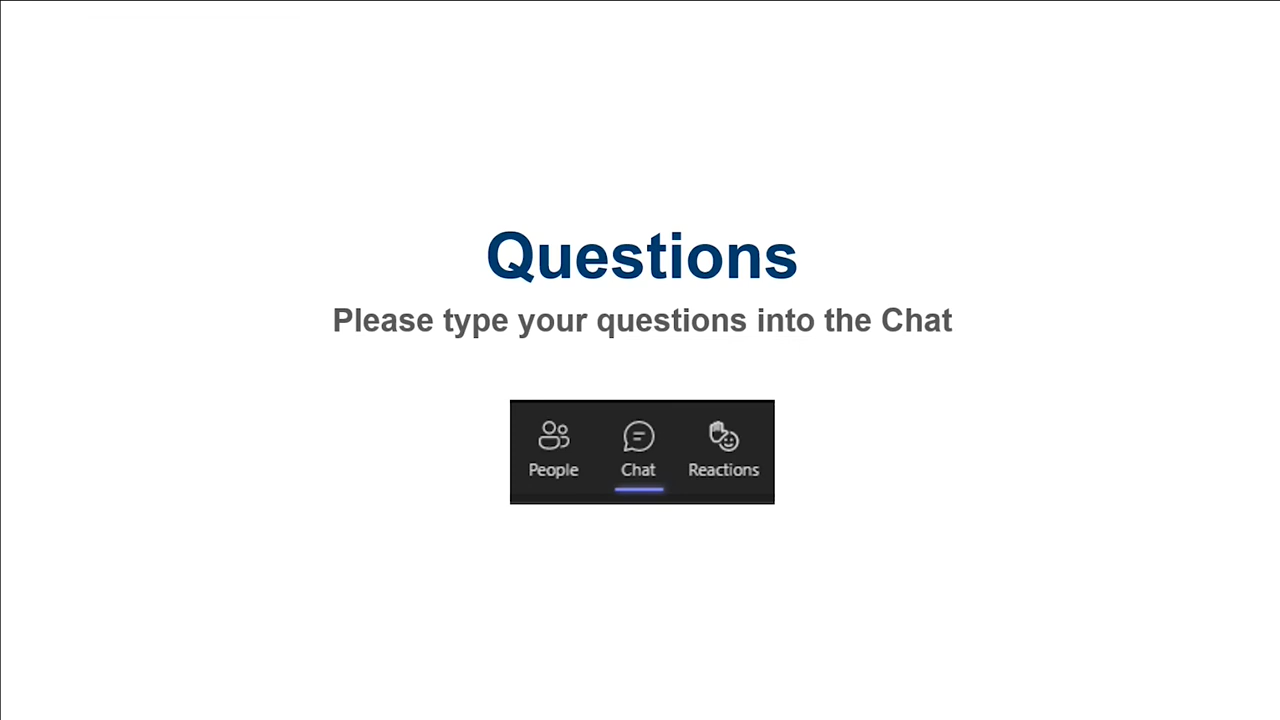 Questions
Please type your questions into the Chat
People Chat Reactions